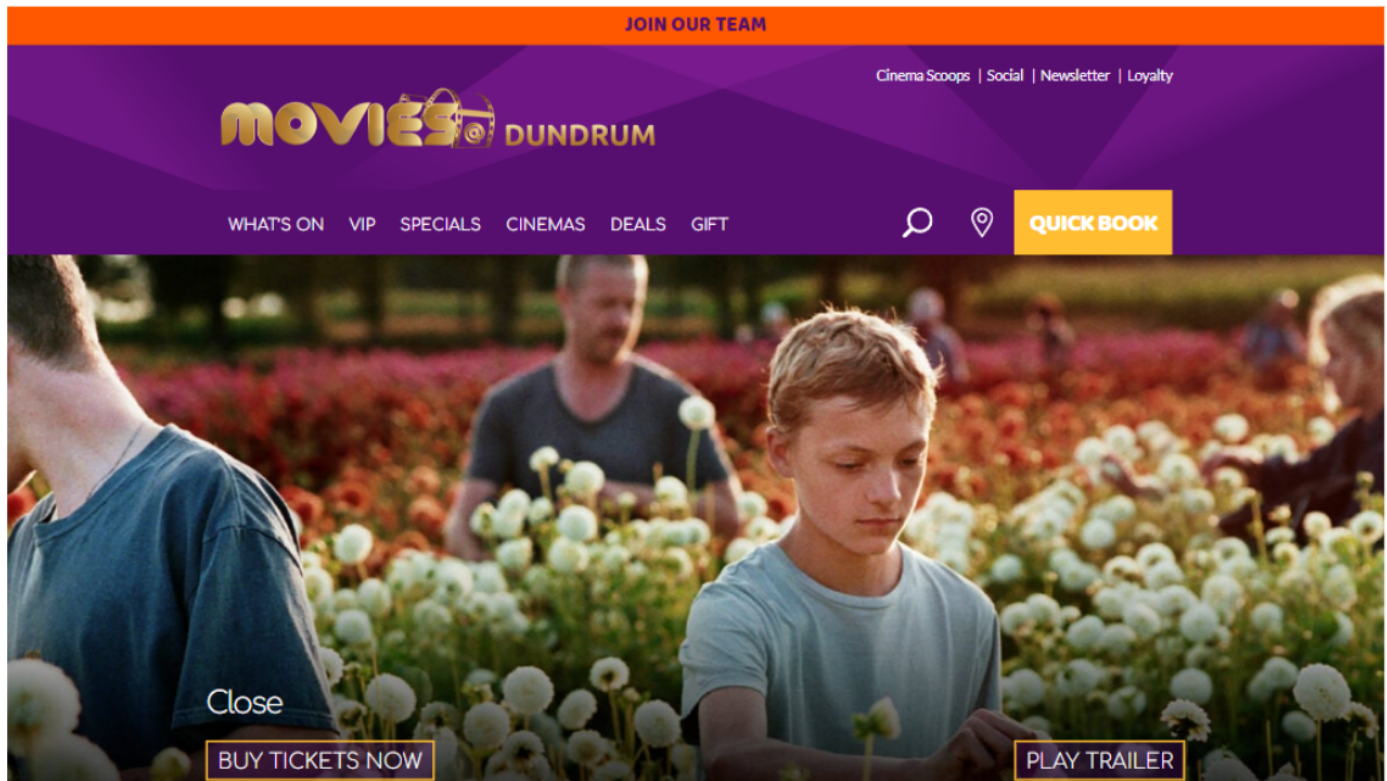 JOIN OUR TEAM
Cinema Scoops | Social | Newsletter | Loyalty
MOVIES@ DUNDRUM
WHAT'S ON VIP SPECIALS CINEMAS DEALS GIFT QUICK BOOK
Close
BUY TICKETS NOW PLAY TRAILER